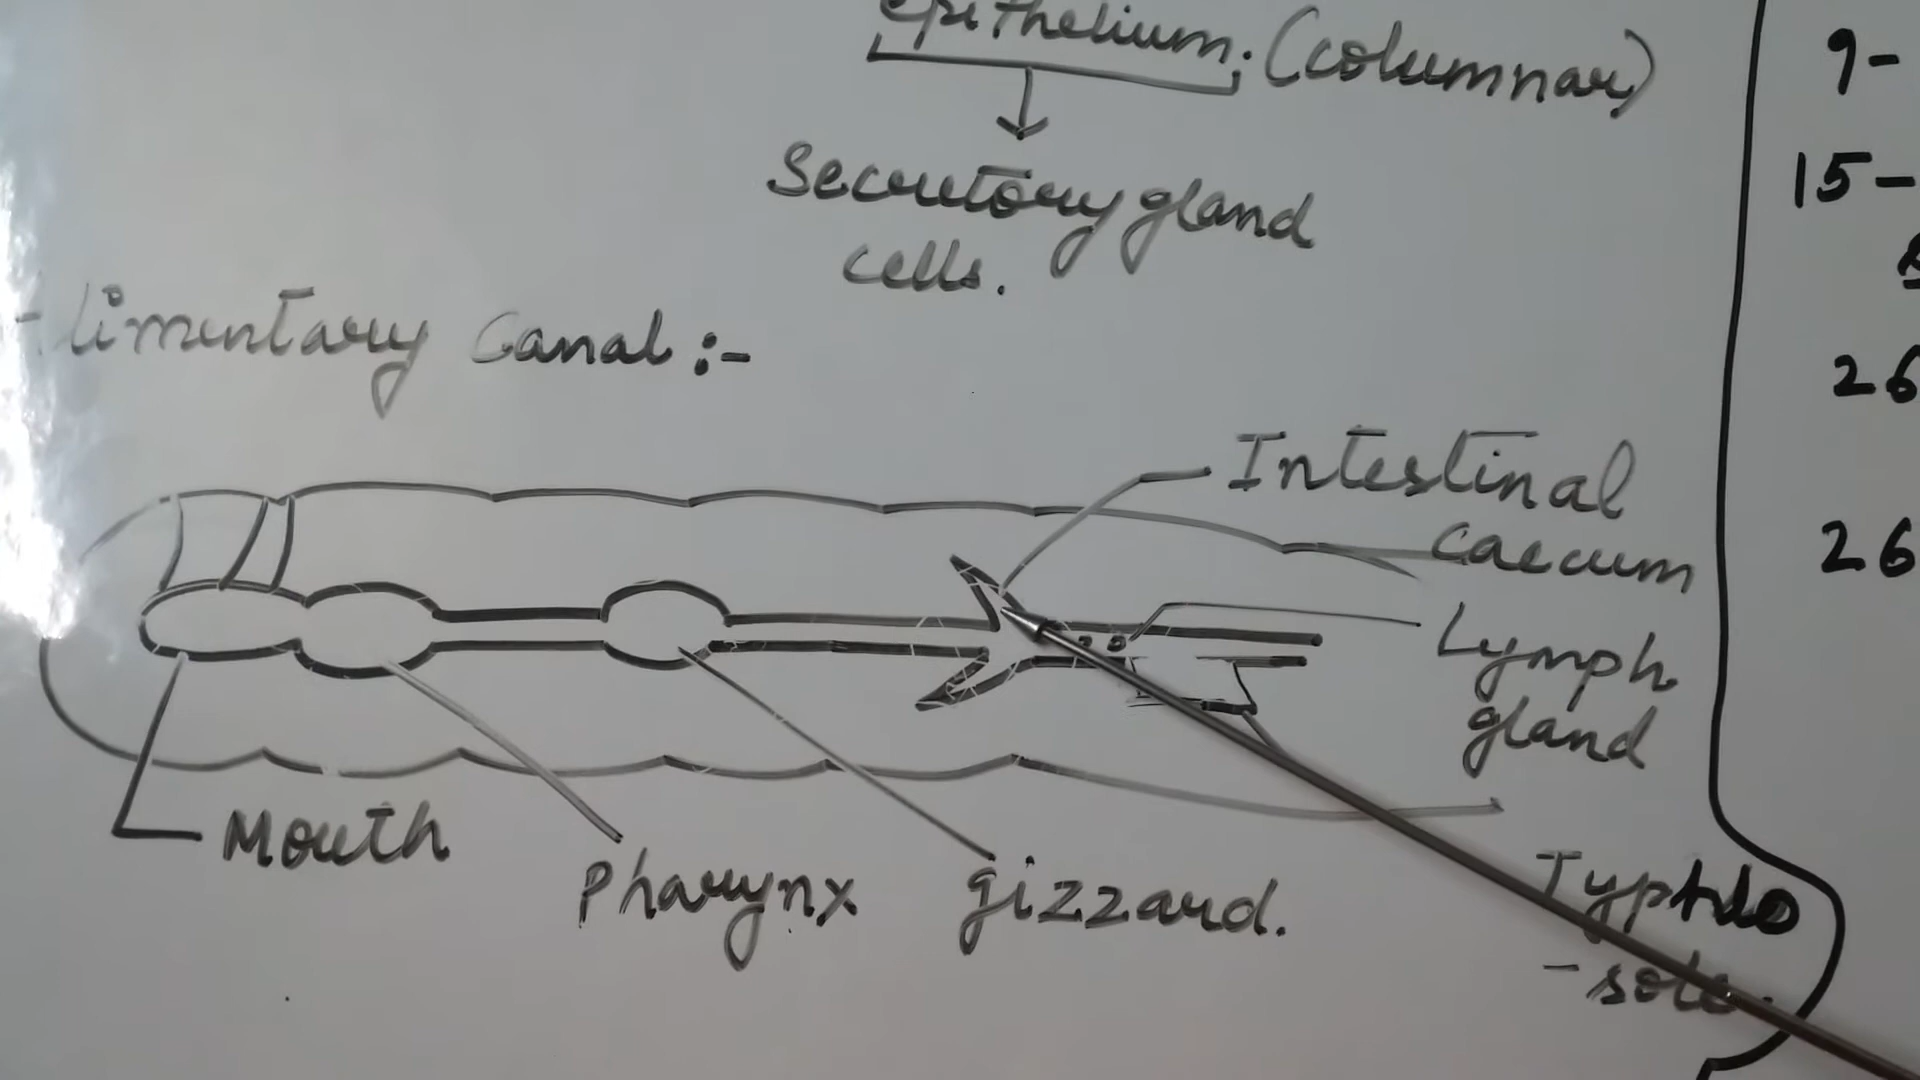 epithelium. (columnar)
Secretory gland
cells.
limentary Canal :-
Intestinal
caecum
Lymph
gland
Mouth
Pharynx
gizzard.
Typhlo
-sole.
9-
15-
26
26